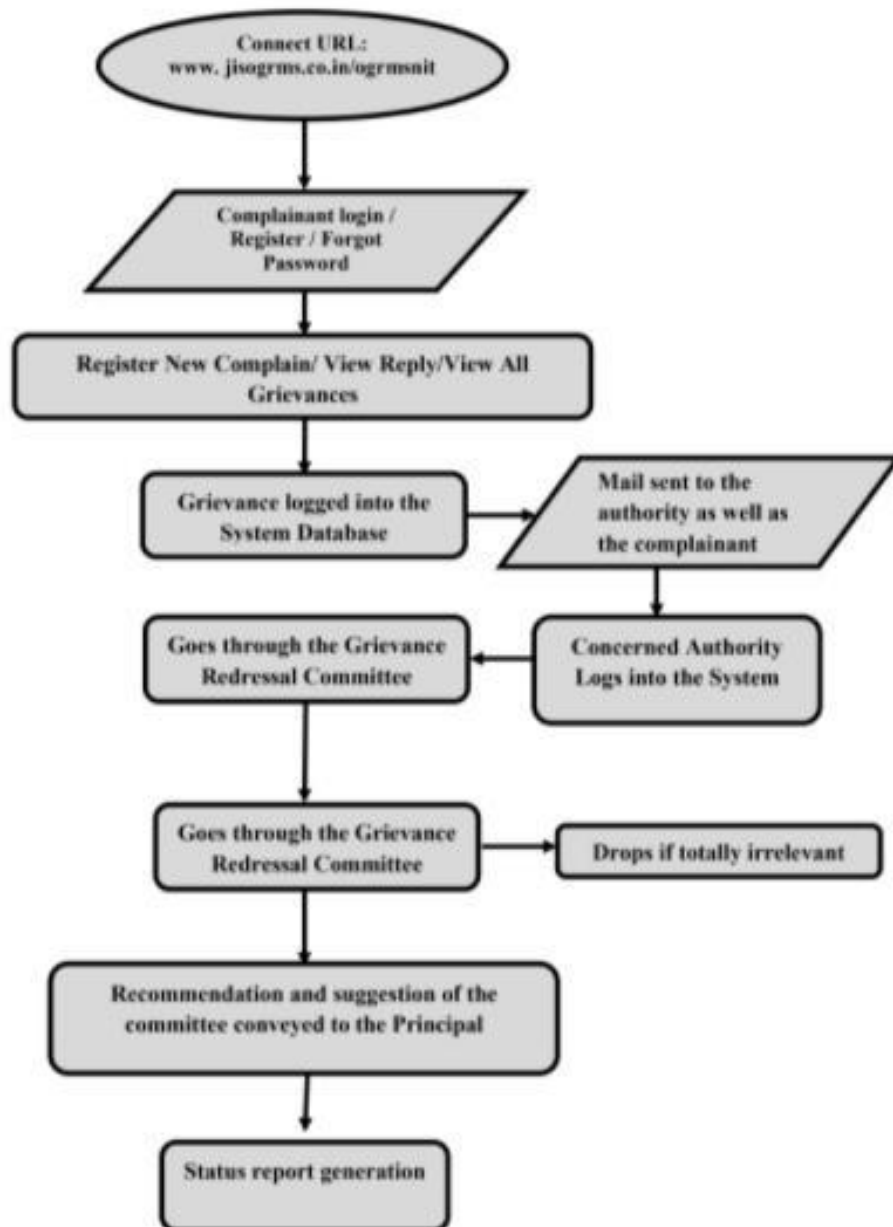 Connect URL:
www. jisogrms.co.in/ogrmsnit
Complainant login /
Register / Forgot
Password
Register New Complain/ View Reply/View All
Grievances
Grievance logged into the
System Database
Mail sent to the
authority as well as
the complainant
Concerned Authority
Logs into the System
Goes through the Grievance
Redressal Committee
Goes through the Grievance
Redressal Committee
Drops if totally irrelevant
Recommendation and suggestion of the
committee conveyed to the Principal
Status report generation